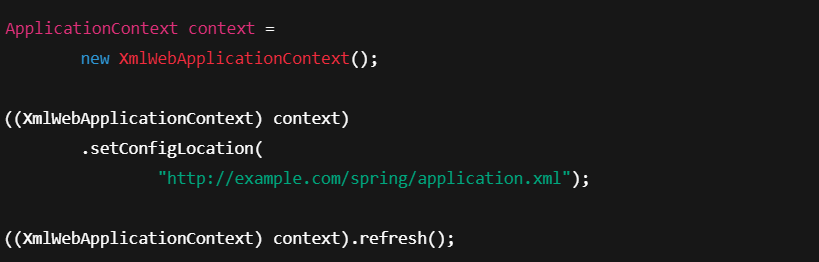 ApplicationContext context =
        new XmlWebApplicationContext();

((XmlWebApplicationContext) context)
        .setConfigLocation(
                "http://example.com/spring/application.xml");

((XmlWebApplicationContext) context).refresh();